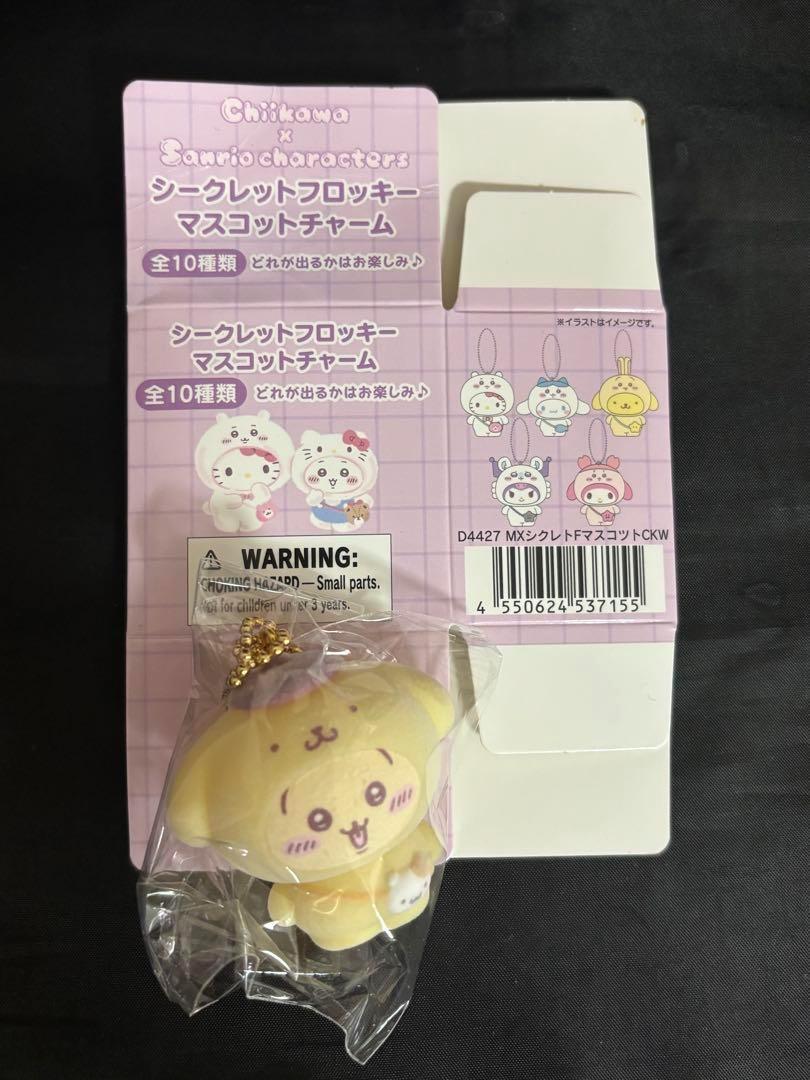 Chiikawa
×
Sanrio characters
シークレットフロッキー
マスコットチャーム
全10種類 どれが出るかはお楽しみ♪
シークレットフロッキー
マスコットチャーム
全10種類 どれが出るかはお楽しみ♪
WARNING:
CHOKING HAZARD — Small parts.
Not for children under 3 years.
※イラストはイメージです。
D4427 MXシクレトFマスコツトCKW
4 550624 537155